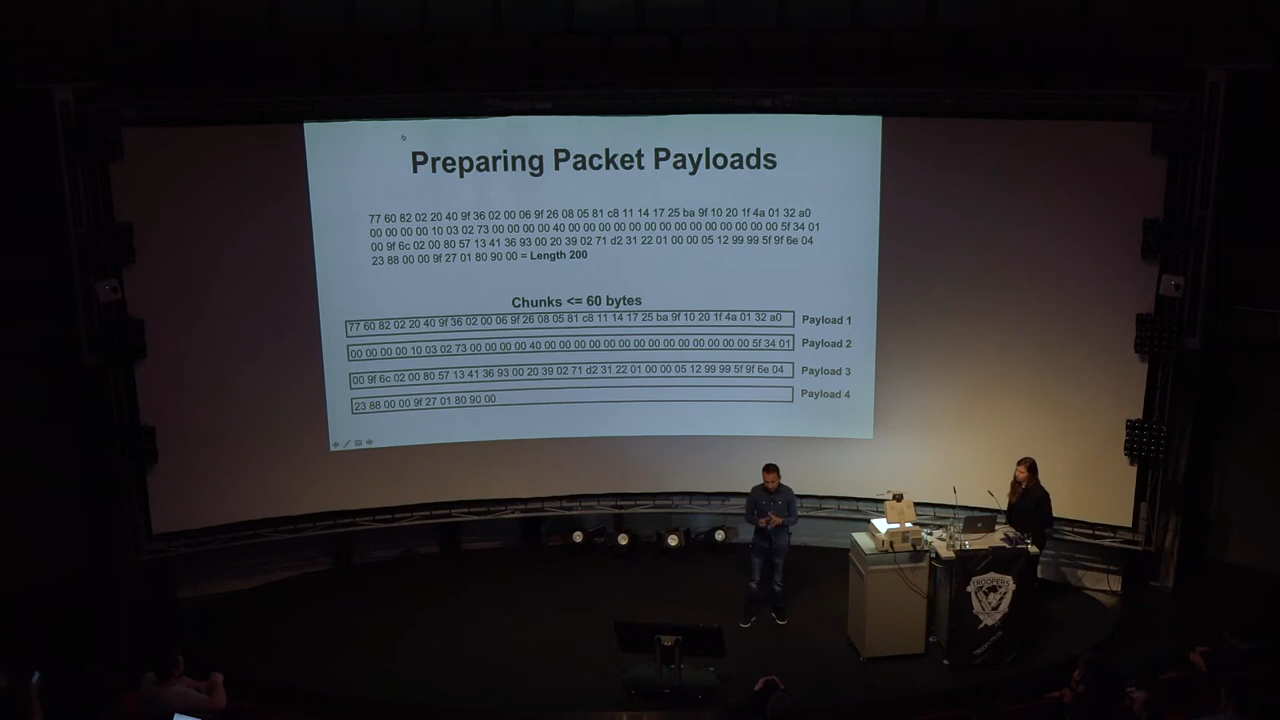 Preparing Packet Payloads
77 60 82 02 20 40 9f 36 02 00 06 9f 26 08 05 81 c8 11 14 17 25 ba 9f 10 20 1f 4a 01 32 a0
00 00 00 00 10 03 02 73 00 00 00 00 40 00 00 00 00 00 00 00 00 00 00 00 00 00 00 5f 34 01
00 9f 6c 02 00 80 57 13 41 36 93 00 20 39 02 71 d2 31 22 01 00 00 05 12 99 99 5f 9f 6e 04
23 88 00 00 9f 27 01 80 90 00 = Length 200
Chunks <= 60 bytes
77 60 82 02 20 40 9f 36 02 00 06 9f 26 08 05 81 c8 11 14 17 25 ba 9f 10 20 1f 4a 01 32 a0
Payload 1
00 00 00 00 10 03 02 73 00 00 00 00 40 00 00 00 00 00 00 00 00 00 00 00 00 00 00 5f 34 01
Payload 2
00 9f 6c 02 00 80 57 13 41 36 93 00 20 39 02 71 d2 31 22 01 00 00 05 12 99 99 5f 9f 6e 04
Payload 3
23 88 00 00 9f 27 01 80 90 00
Payload 4
TROOPERS